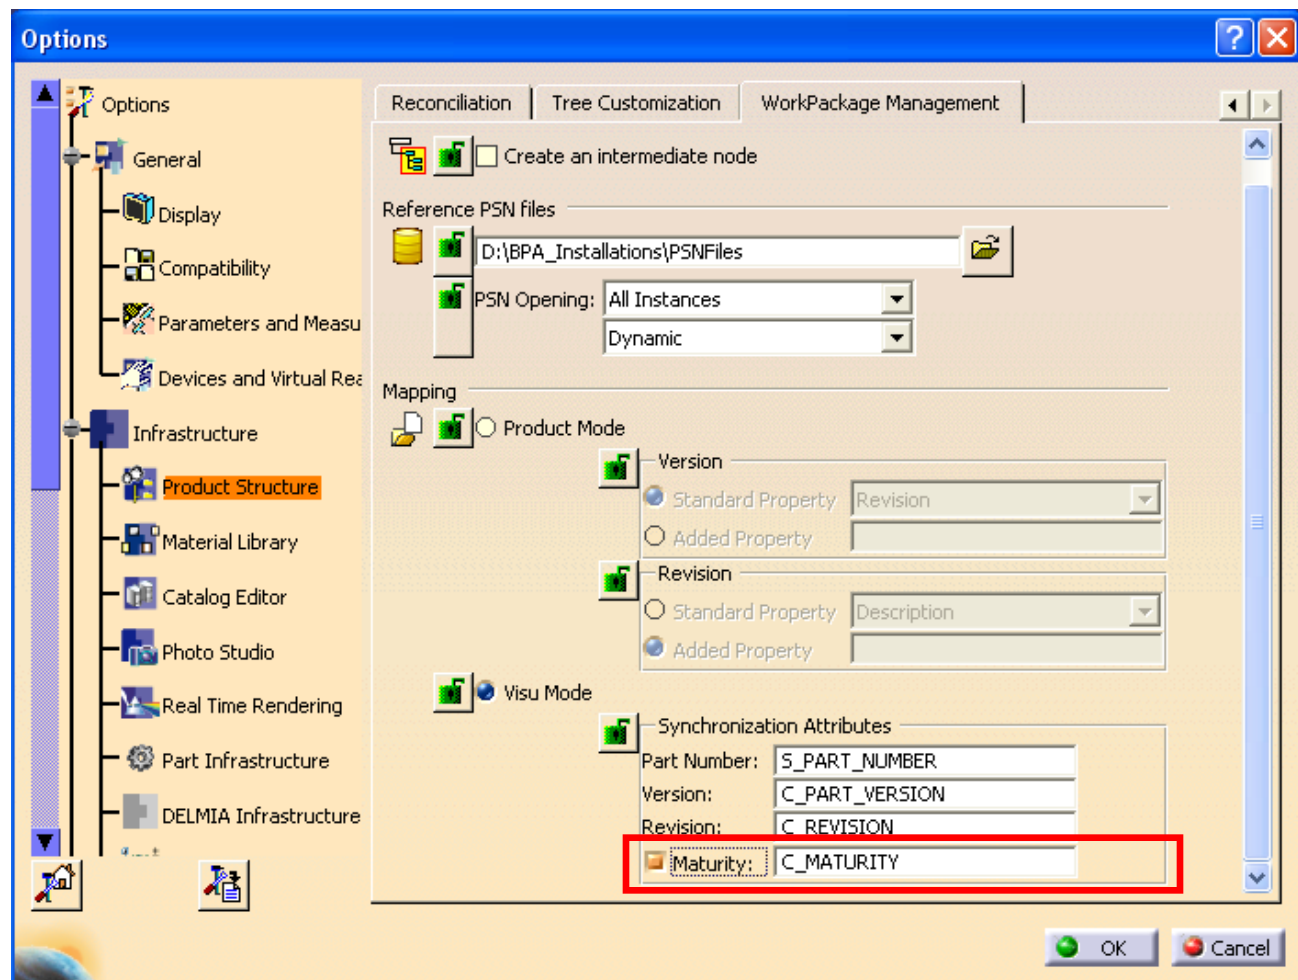 Options
Options
General
Display
Compatibility
Parameters and Measu
Devices and Virtual Rea
Infrastructure
Product Structure
Material Library
Catalog Editor
Photo Studio
Real Time Rendering
Part Infrastructure
DELMIA Infrastructure
Reconciliation
Tree Customization
WorkPackage Management
Create an intermediate node
Reference PSN files
D:\BPA_Installations\PSNFiles
PSN Opening: All Instances
Dynamic
Mapping
Product Mode
Version
Standard Property Revision
Added Property
Revision
Standard Property Description
Added Property
Visu Mode
Synchronization Attributes
Part Number: S_PART_NUMBER
Version: C_PART_VERSION
Revision: C_REVISION
Maturity: C_MATURITY
OK
Cancel